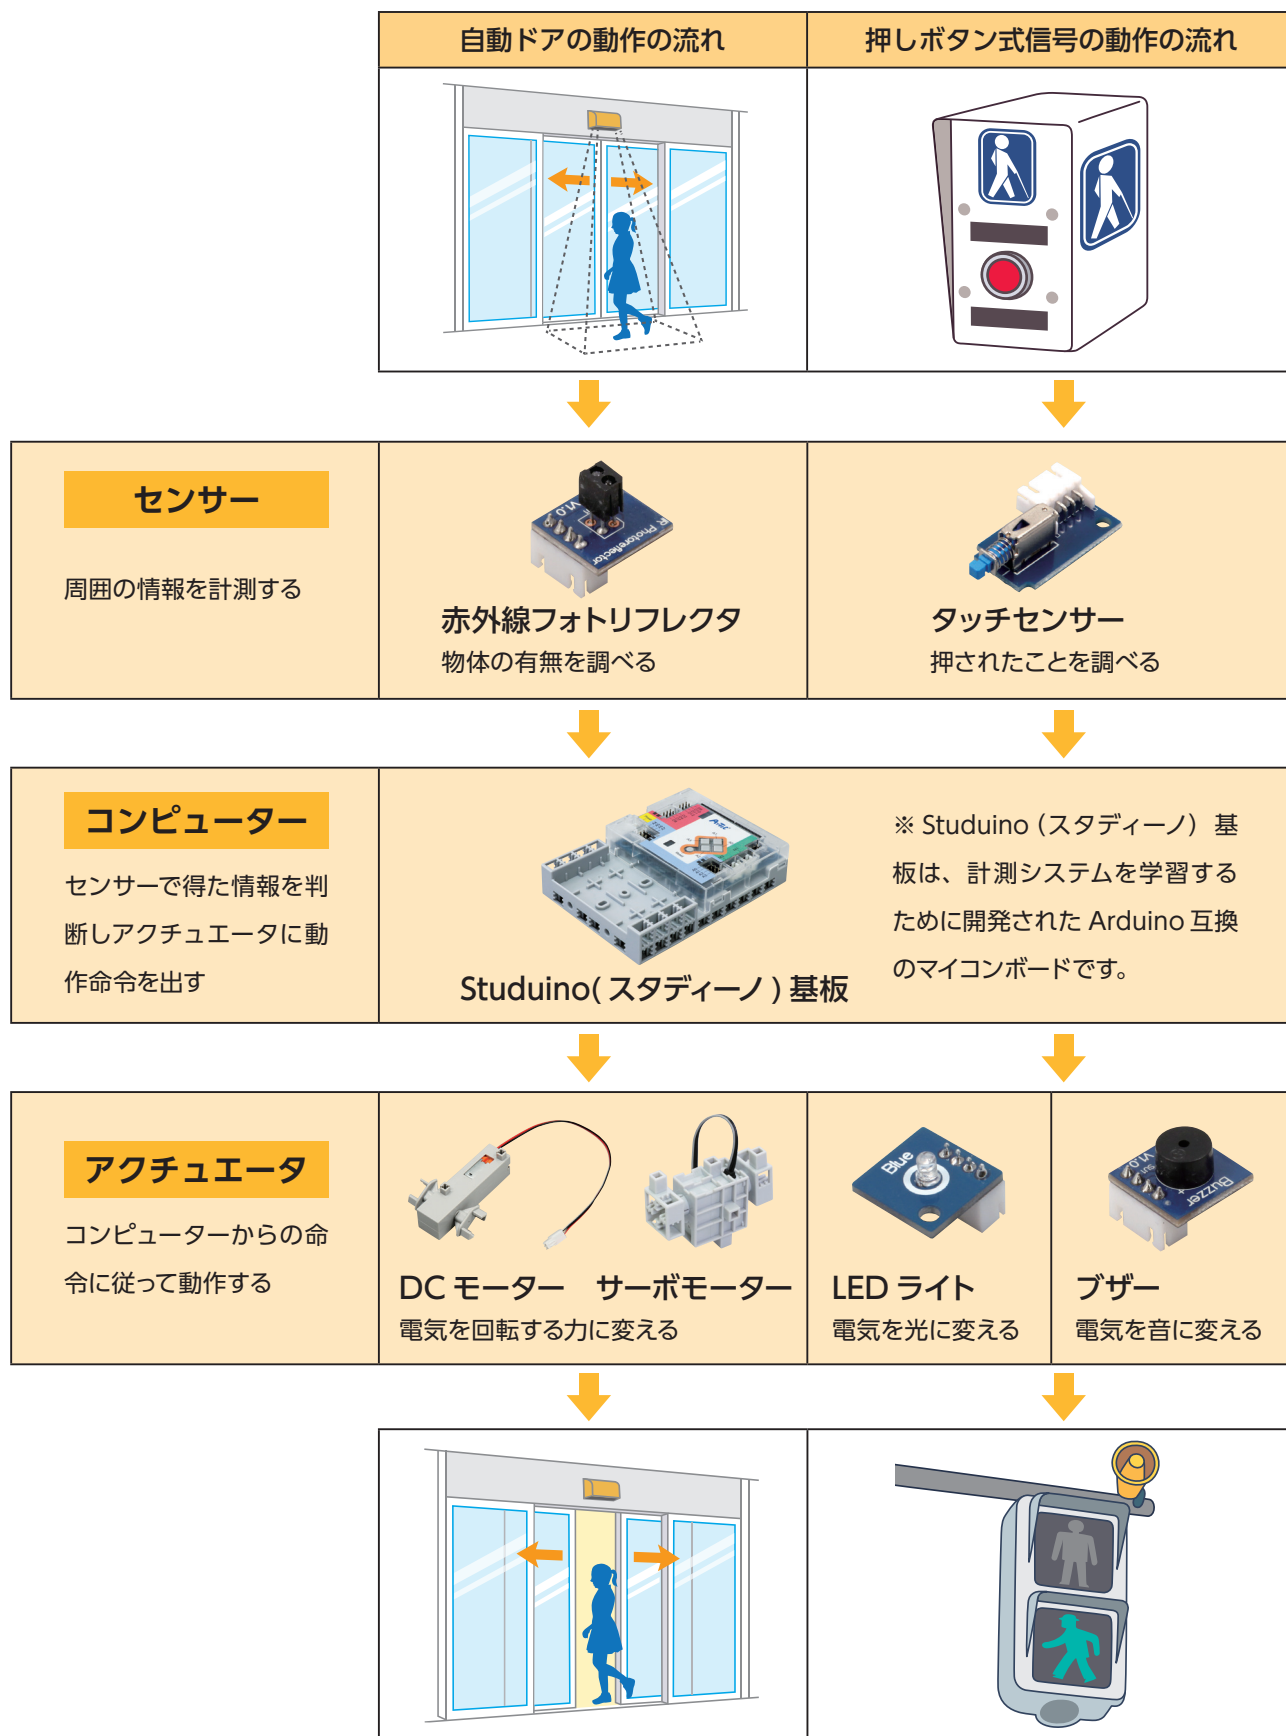 自動ドアの動作の流れ
押しボタン式信号の動作の流れ
センサー
周囲の情報を計測する
V1.0
R Photoreflector
赤外線フォトリフレクタ
物体の有無を調べる
タッチセンサー
押されたことを調べる
コンピューター
センサーで得た情報を判
断しアクチュエータに動
作命令を出す
Studuino(スタディーノ)基板
※ Studuino（スタディーノ）基
板は、計測システムを学習する
ために開発された Arduino 互換
のマイコンボードです。
アクチュエータ
コンピューターからの命
令に従って動作する
DC モーター
サーボモーター
電気を回転する力に変える
Blue
LED ライト
電気を光に変える
V1.0
Buzzer
ブザー
電気を音に変える